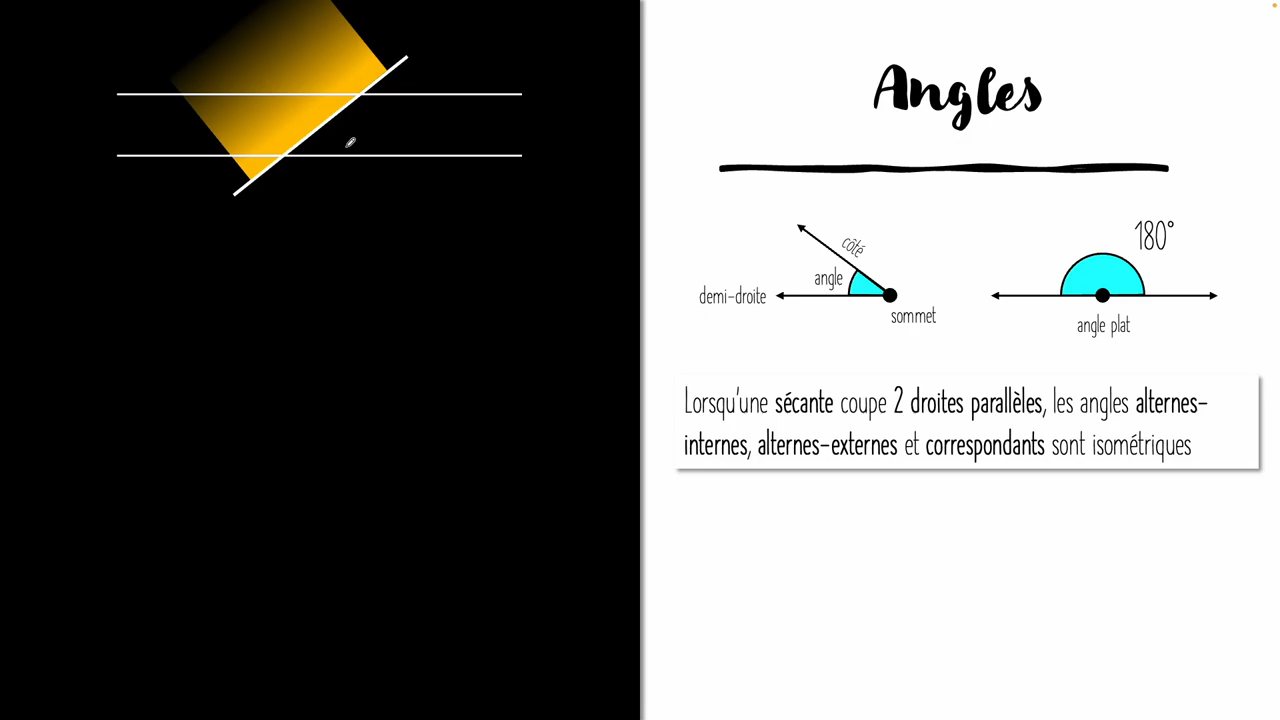 Angles
180°
côté
angle
demi-droite
sommet
angle plat
Lorsqu'une sécante coupe 2 droites parallèles, les angles alternes-
internes, alternes-externes et correspondants sont isométriques